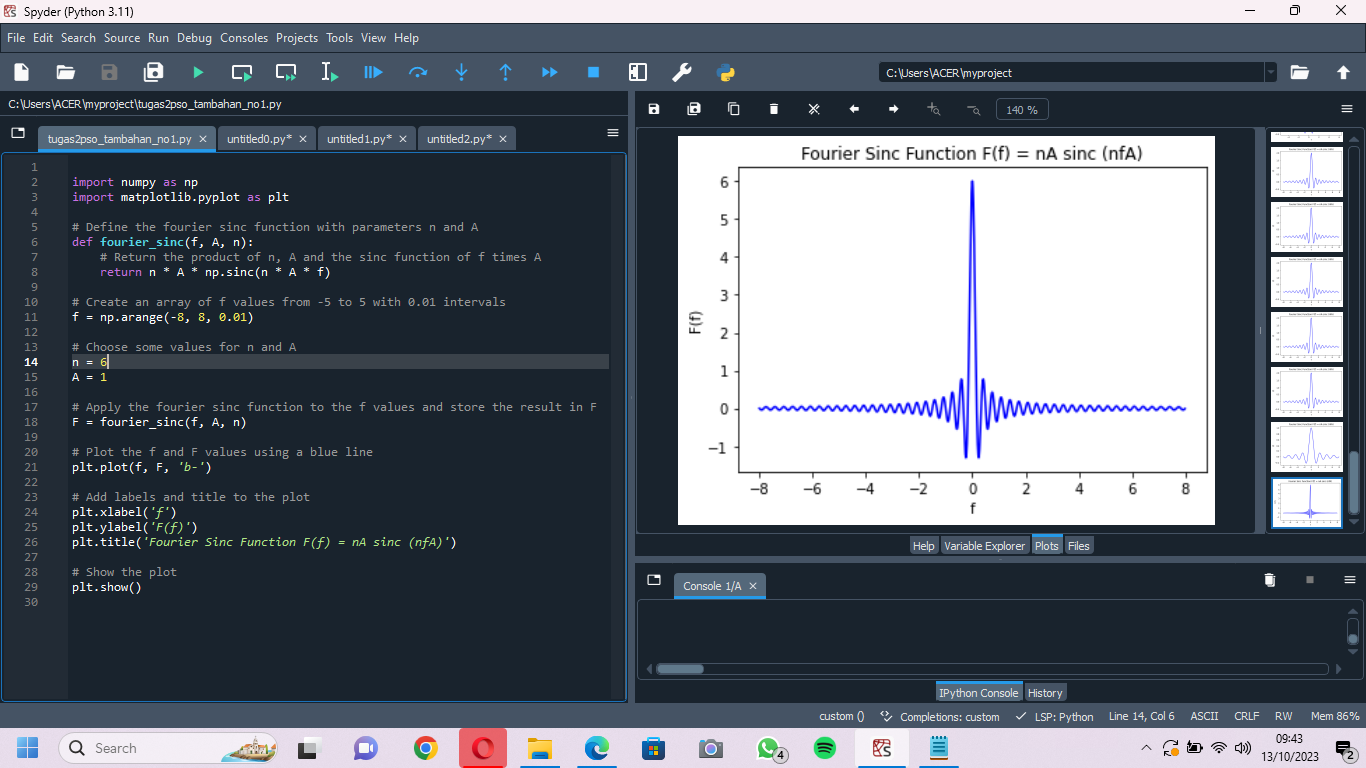 Spyder (Python 3.11)
File Edit Search Source Run Debug Consoles Projects Tools View Help
C:\Users\ACER\myproject
C:\Users\ACER\myproject\tugas2pso_tambahan_no1.py
tugas2pso_tambahan_no1.py untitled0.py* untitled1.py* untitled2.py*
1
2 import numpy as np
3 import matplotlib.pyplot as plt
4
5 # Define the fourier sinc function with parameters n and A
6 def fourier_sinc(f, A, n):
7     # Return the product of n, A and the sinc function of f times A
8     return n * A * np.sinc(n * A * f)
9
10 # Create an array of f values from -5 to 5 with 0.01 intervals
11 f = np.arange(-8, 8, 0.01)
12
13 # Choose some values for n and A
14 n = 6
15 A = 1
16
17 # Apply the fourier sinc function to the f values and store the result in F
18 F = fourier_sinc(f, A, n)
19
20 # Plot the f and F values using a blue line
21 plt.plot(f, F, 'b-')
22
23 # Add labels and title to the plot
24 plt.xlabel('f')
25 plt.ylabel('F(f)')
26 plt.title('Fourier Sinc Function F(f) = nA sinc (nfA)')
27
28 # Show the plot
29 plt.show()
30
140 %
Fourier Sinc Function F(f) = nA sinc (nfA)
6
5
4
3
2
1
0
−1
F(f)
−8 −6 −4 −2 0 2 4 6 8
f
Help Variable Explorer Plots Files
Console 1/A
IPython Console History
custom () Completions: custom LSP: Python Line 14, Col 6 ASCII CRLF RW Mem 86%
Search
4
09:43
13/10/2023
2